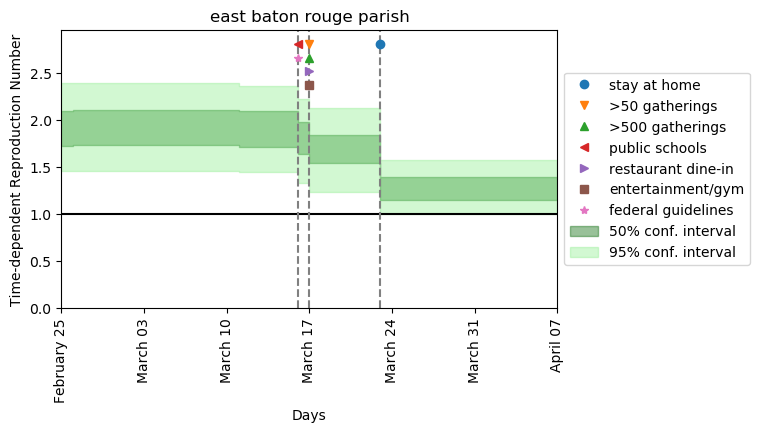 east baton rouge parish
Time-dependent Reproduction Number
2.5
2.0
1.5
1.0
0.5
0.0
February 25
March 03
March 10
March 17
March 24
March 31
April 07
Days
stay at home
>50 gatherings
>500 gatherings
public schools
restaurant dine-in
entertainment/gym
federal guidelines
50% conf. interval
95% conf. interval